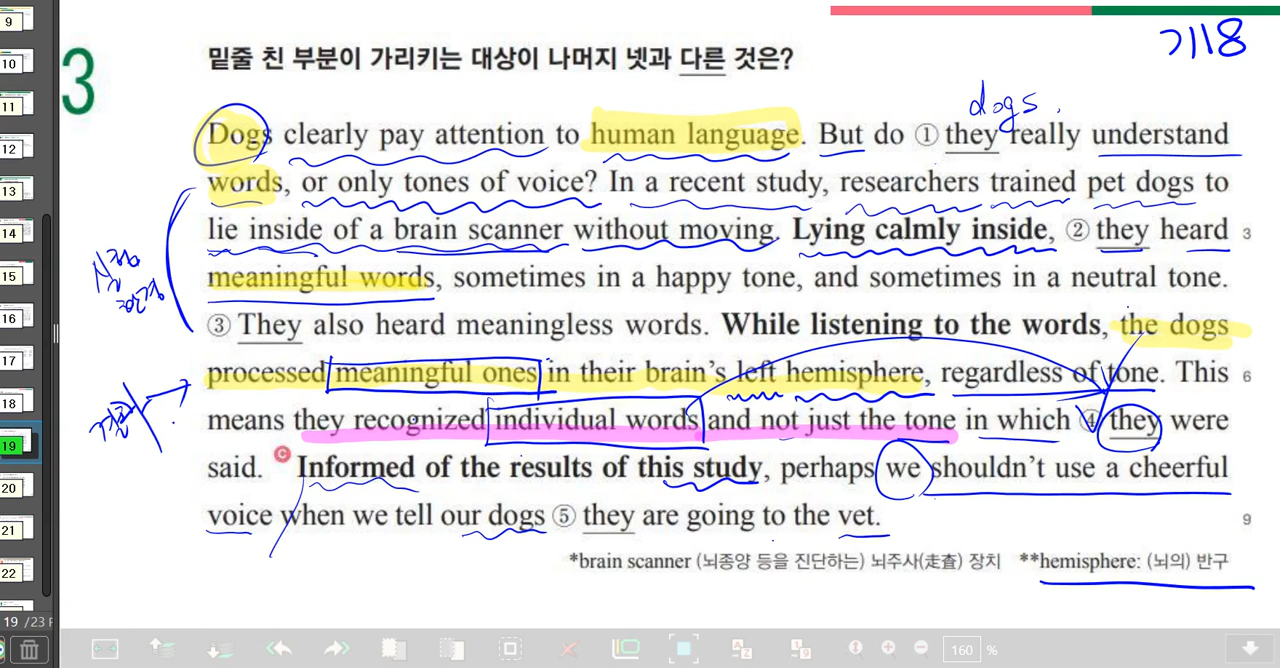 기118
3
밑줄 친 부분이 가리키는 대상이 나머지 넷과 다른 것은?
dogs.
Dogs clearly pay attention to human language. But do ① they really understand
words, or only tones of voice? In a recent study, researchers trained pet dogs to
lie inside of a brain scanner without moving. Lying calmly inside, ② they heard 3
meaningful words, sometimes in a happy tone, and sometimes in a neutral tone.
③ They also heard meaningless words. While listening to the words, the dogs
processed meaningful ones in their brain's left hemisphere, regardless of tone. This 6
means they recognized individual words and not just the tone in which ④ they were
said. Informed of the results of this study, perhaps we shouldn't use a cheerful
voice when we tell our dogs ⑤ they are going to the vet. 9
*brain scanner (뇌종양 등을 진단하는) 뇌주사(走査) 장치 **hemisphere: (뇌의) 반구
9
10
11
12
13
14
15
16
17
18
19
20
21
22
19 /23
160 %